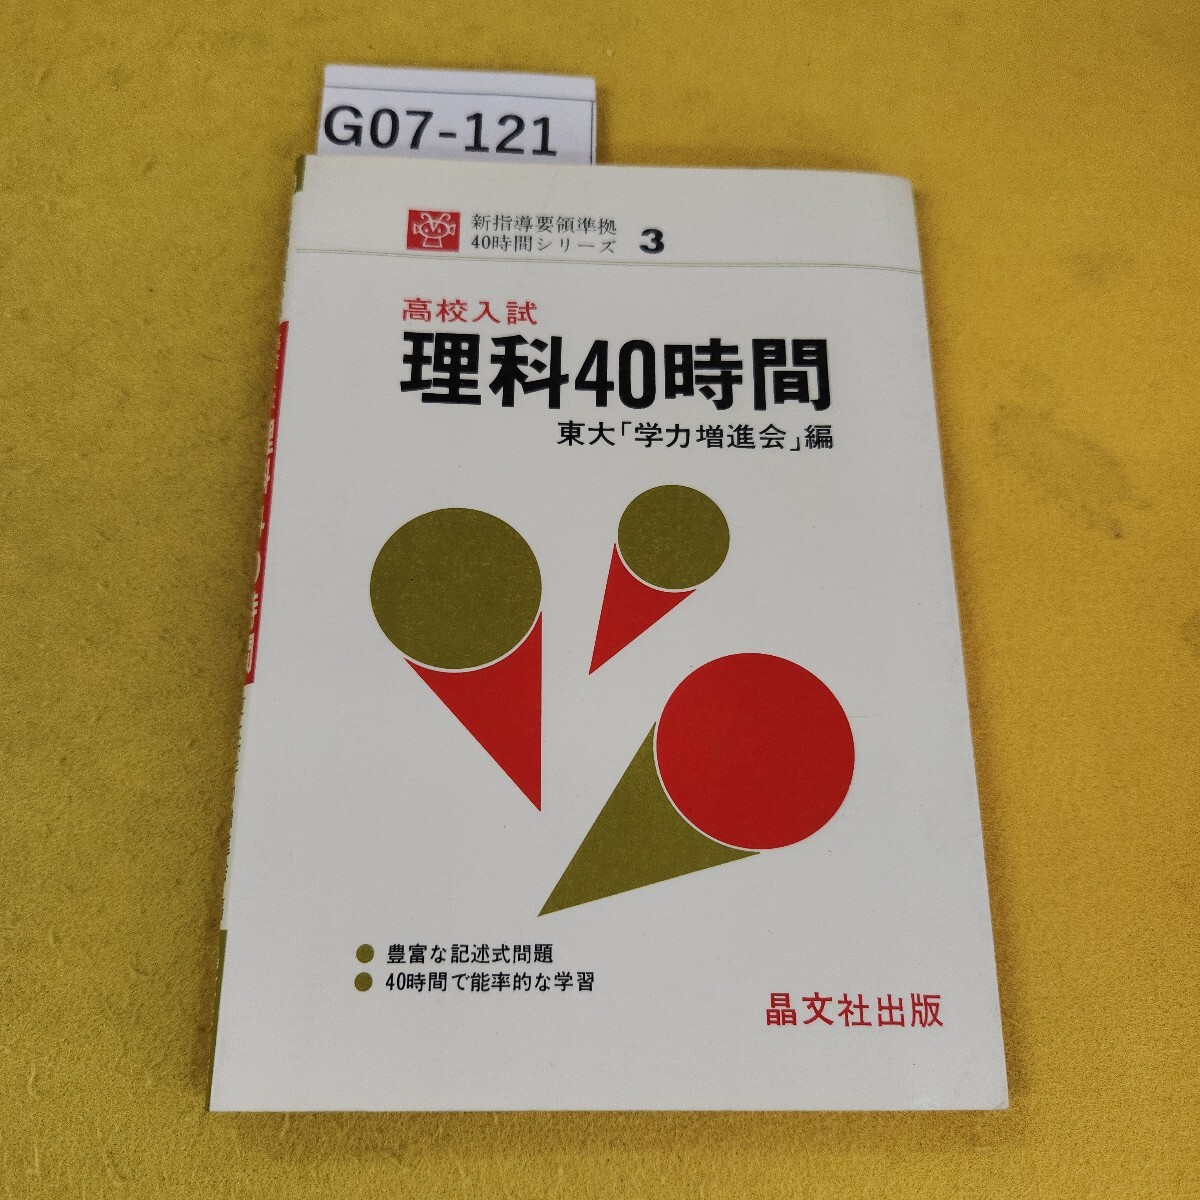 G07-121
新指導要領準拠
40時間シリーズ 3
高校入試
理科40時間
東大「学力増進会」編
豊富な記述式問題
40時間で能率的な学習
晶文社出版